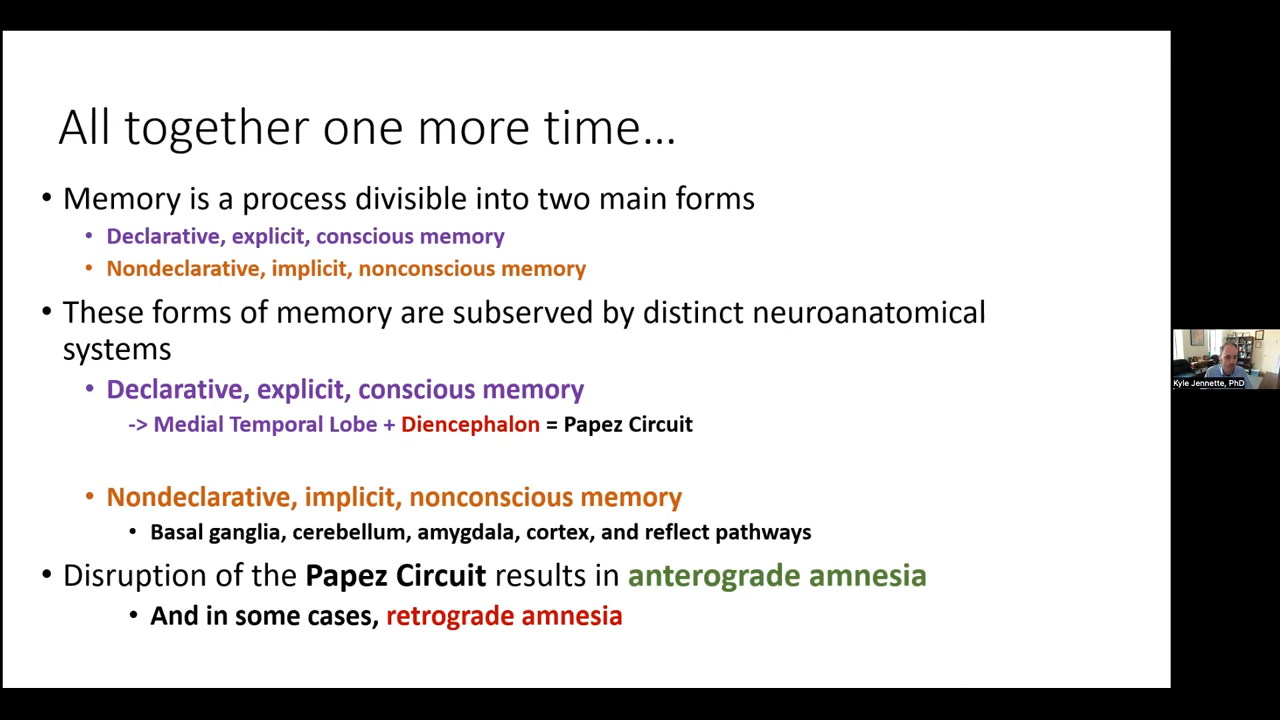 All together one more time...
• Memory is a process divisible into two main forms
• Declarative, explicit, conscious memory
• Nondeclarative, implicit, nonconscious memory
• These forms of memory are subserved by distinct neuroanatomical
systems
• Declarative, explicit, conscious memory
-> Medial Temporal Lobe + Diencephalon = Papez Circuit
Kyle Jennette, PhD
• Nondeclarative, implicit, nonconscious memory
• Basal ganglia, cerebellum, amygdala, cortex, and reflect pathways
• Disruption of the Papez Circuit results in anterograde amnesia
• And in some cases, retrograde amnesia